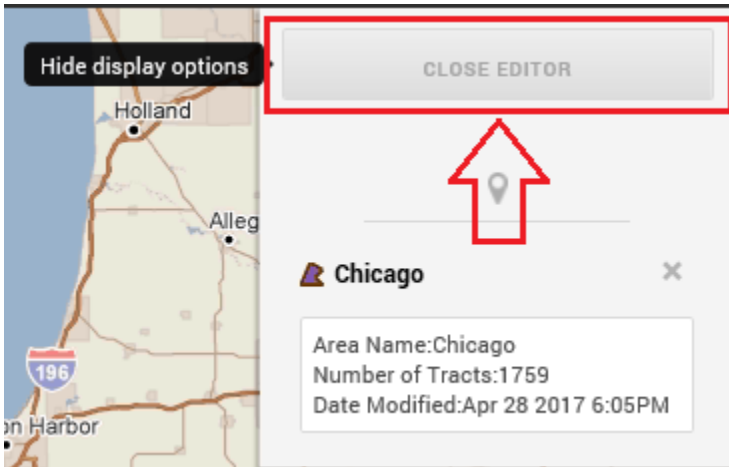 Hide display options
CLOSE EDITOR
Holland
Alleg
Chicago
Area Name:Chicago
Number of Tracts:1759
Date Modified:Apr 28 2017 6:05PM
196
on Harbor